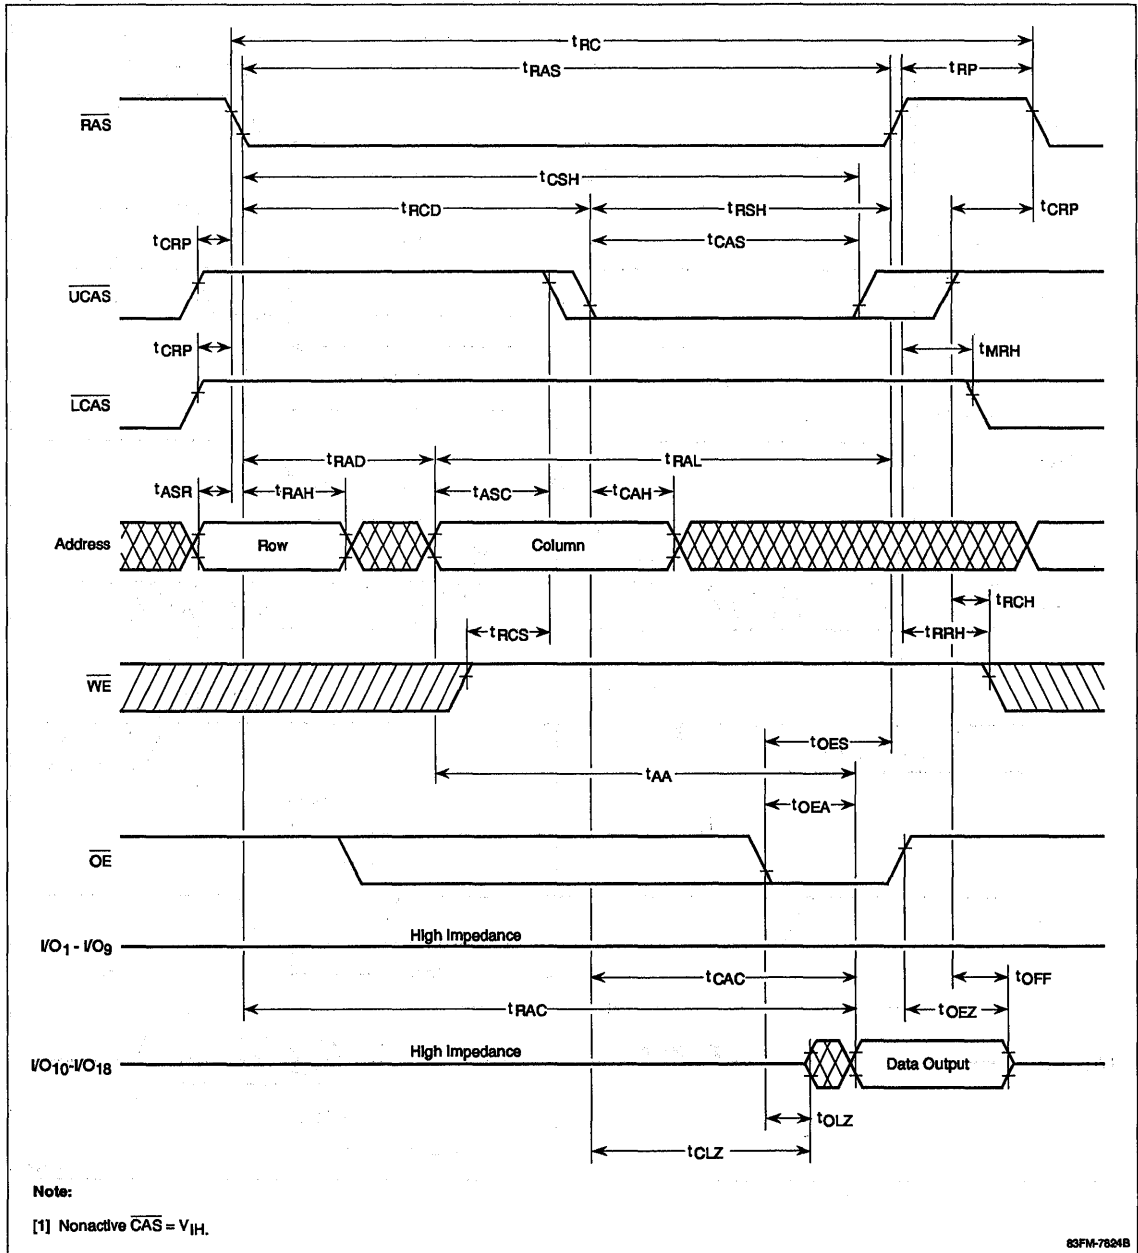 tRC
tRAS
tRP
RAS
tCSH
tRCD
tRSH
tCRP
tCRP
tCAS
UCAS
tCRP
tMRH
LCAS
tRAD
tRAL
tASR
tRAH
tASC
tCAH
Address
Row
Column
tRCH
tRCS
tRRH
WE
tOES
tAA
tOEA
OE
I/O1 - I/O9
High Impedance
tCAC
tOFF
tRAC
tOEZ
I/O10-I/O18
High Impedance
Data Output
tOLZ
tCLZ
Note:
[1] Nonactive CAS = VIH.
83FM-7824B